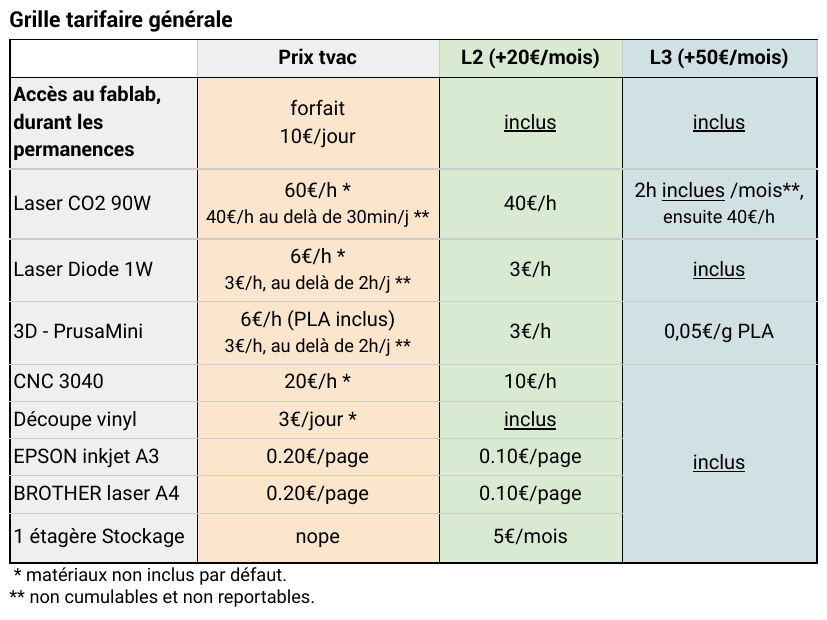 Grille tarifaire générale
Prix tvac L2 (+20€/mois) L3 (+50€/mois)
Accès au fablab,
durant les
permanences
forfait
10€/jour
inclus
inclus
Laser CO2 90W
60€/h *
40€/h au delà de 30min/j **
40€/h
2h inclues /mois**,
ensuite 40€/h
Laser Diode 1W
6€/h *
3€/h, au delà de 2h/j **
3€/h
inclus
3D - PrusaMini
6€/h (PLA inclus)
3€/h, au delà de 2h/j **
3€/h
0,05€/g PLA
CNC 3040 20€/h * 10€/h
Découpe vinyl 3€/jour * inclus
EPSON inkjet A3 0.20€/page 0.10€/page
inclus
BROTHER laser A4 0.20€/page 0.10€/page
1 étagère Stockage nope 5€/mois
* matériaux non inclus par défaut.
** non cumulables et non reportables.